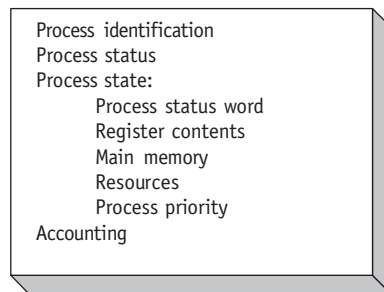 Process identification
Process status
Process state:
Process status word
Register contents
Main memory
Resources
Process priority
Accounting